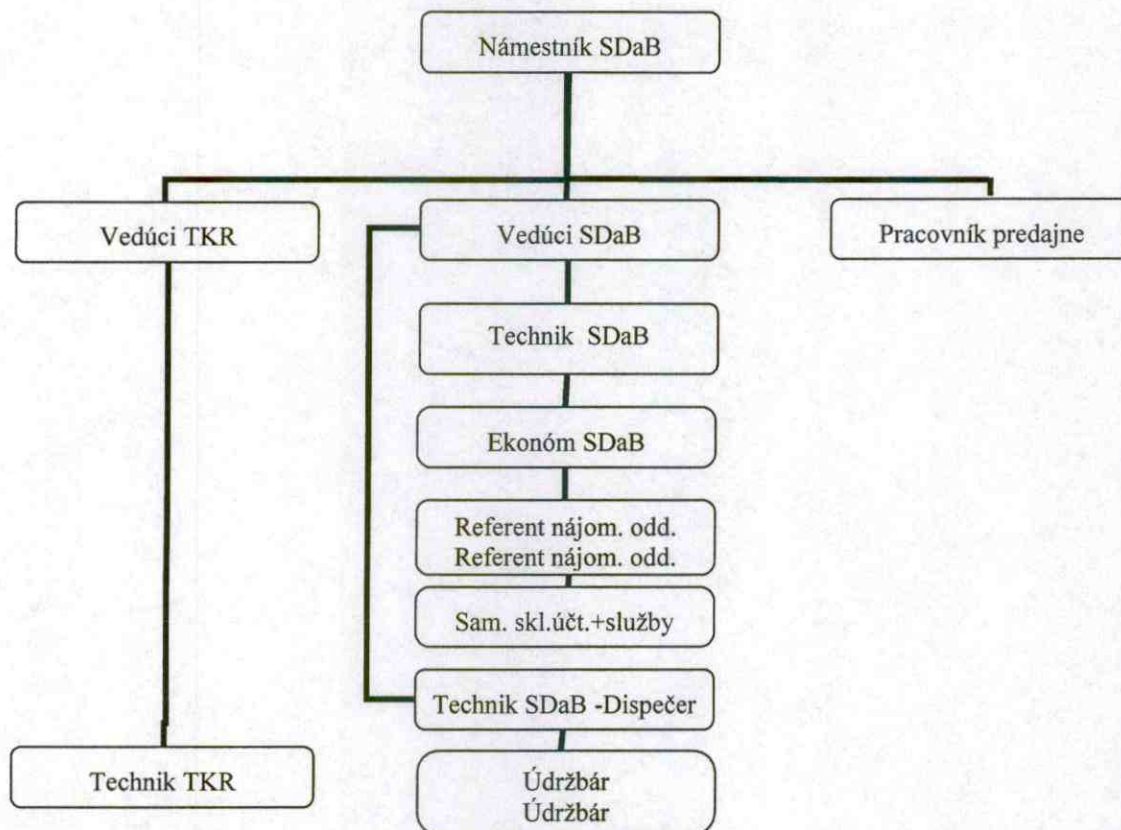 Námestník SDaB
Vedúci TKR
Vedúci SDaB
Pracovník predajne
Technik SDaB
Ekonóm SDaB
Referent nájom. odd.
Referent nájom. odd.
Sam. skl.účt.+služby
Technik SDaB -Dispečer
Technik TKR
Údržbár
Údržbár